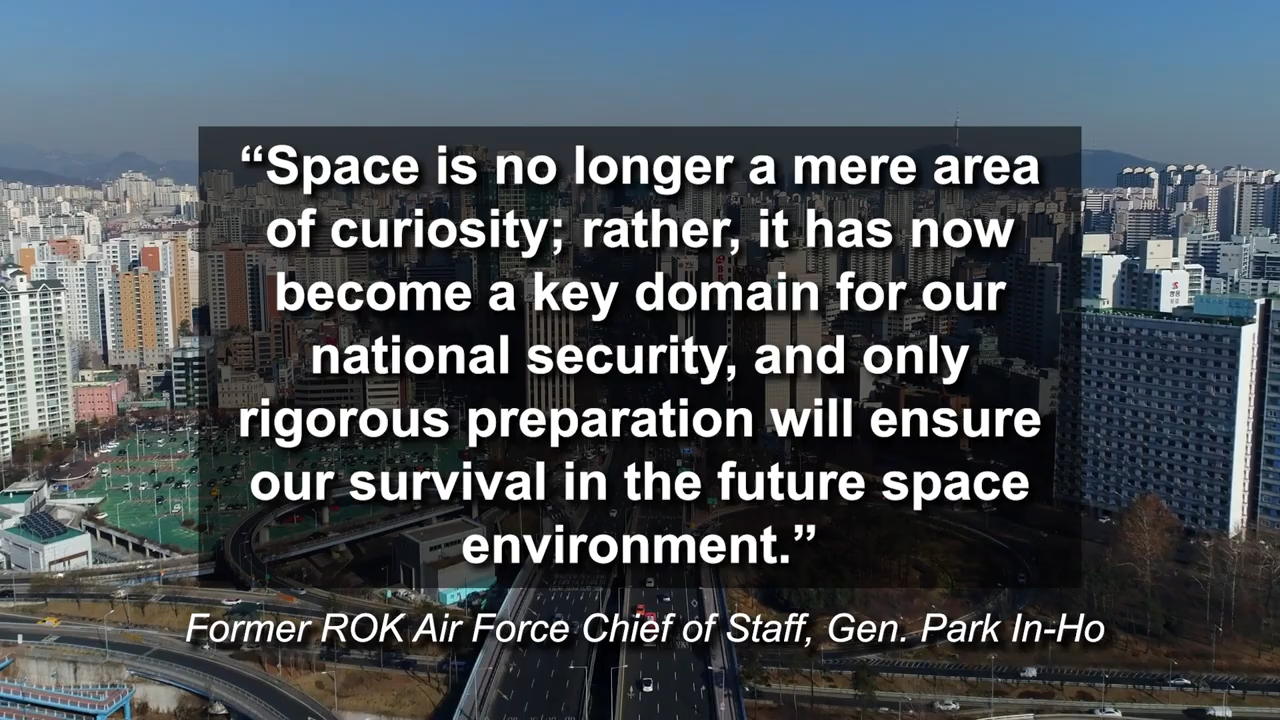 “Space is no longer a mere area
of curiosity; rather, it has now
become a key domain for our
national security, and only
rigorous preparation will ensure
our survival in the future space
environment.”
Former ROK Air Force Chief of Staff, Gen. Park In-Ho